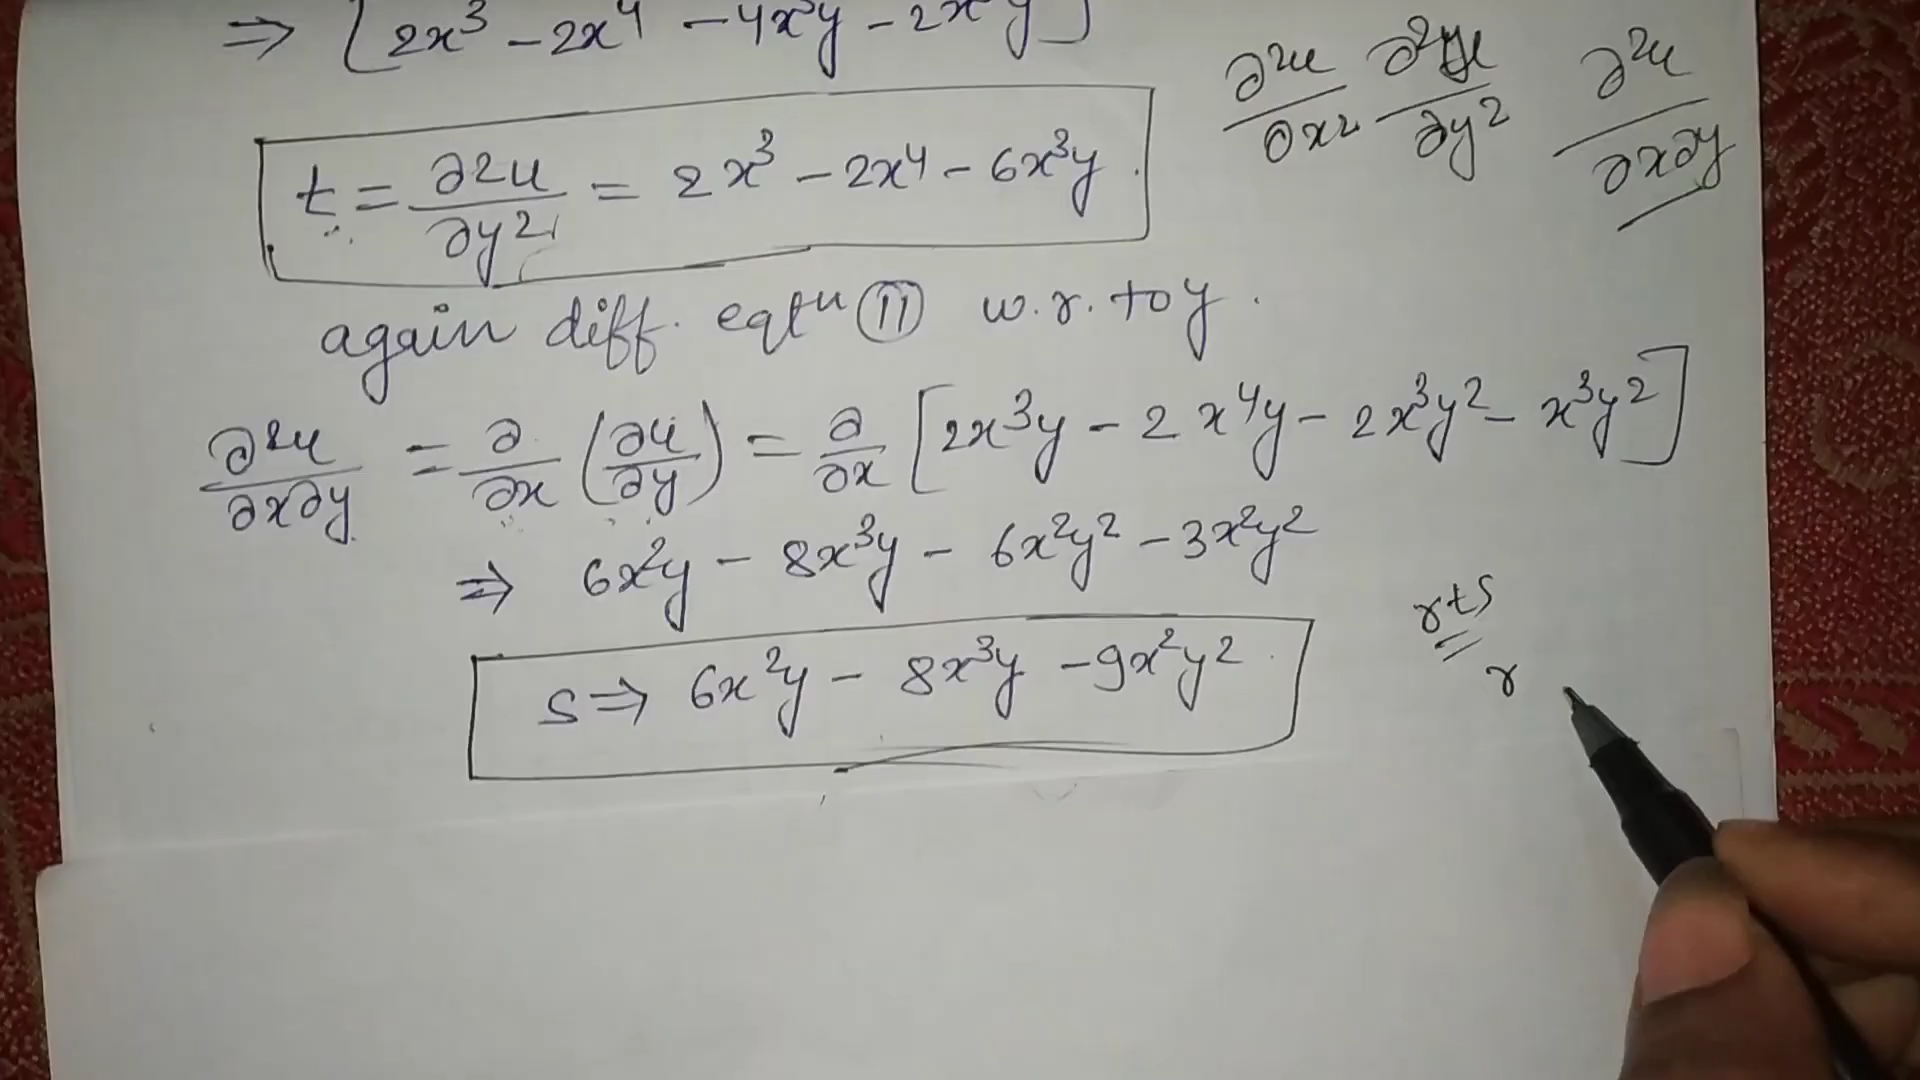 ⇒ [2x³ - 2x⁴ - 4x³y - 2x³y]
∂²u/∂x² ∂²u/∂y² ∂²u/∂x∂y
t = ∂²u/∂y² = 2x³ - 2x⁴ - 6x³y.
again diff. eqtn (II) w.r. to y.
∂²u/∂x∂y = ∂/∂x (∂u/∂y) = ∂/∂x [2x³y - 2x⁴y - 2x³y² - x³y²]
⇒ 6x²y - 8x³y - 6x²y² - 3x²y²
rts
s ⇒ 6x²y - 8x³y - 9x²y²
r